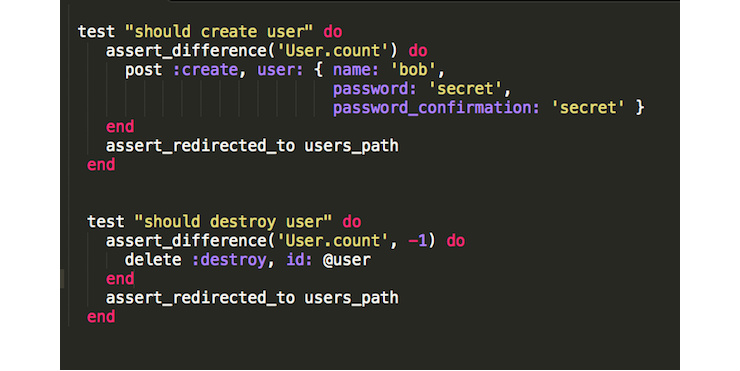 test "should create user" do
assert_difference('User.count') do
post :create, user: { name: 'bob',
password: 'secret',
password_confirmation: 'secret' }
end
assert_redirected_to users_path
end
test "should destroy user" do
assert_difference('User.count', -1) do
delete :destroy, id: @user
end
assert_redirected_to users_path
end